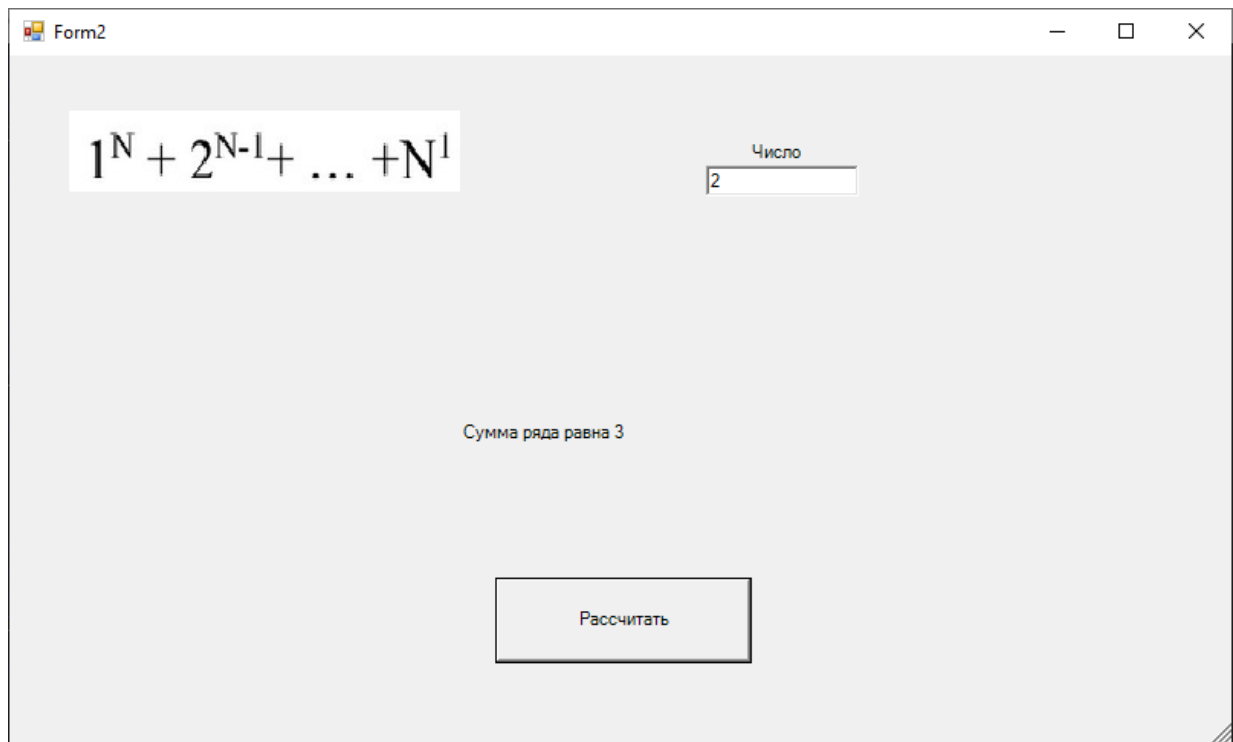 Form2
1^N + 2^{N-1}+ ... +N^1
Число
2
Сумма ряда равна 3
Рассчитать